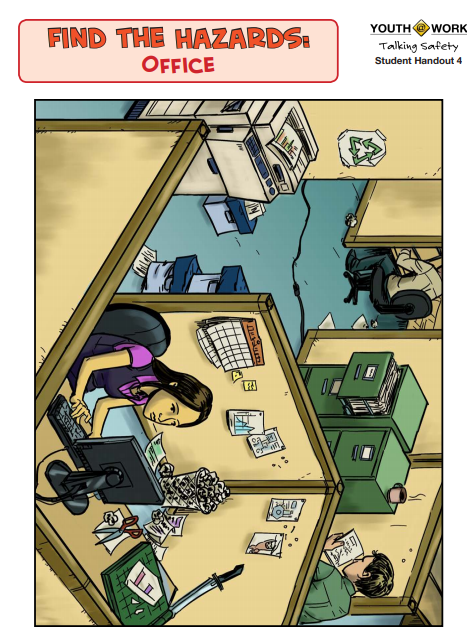 FIND THE HAZARDS:
OFFICE
YOUTH @ WORK
Talking Safety
Student Handout 4